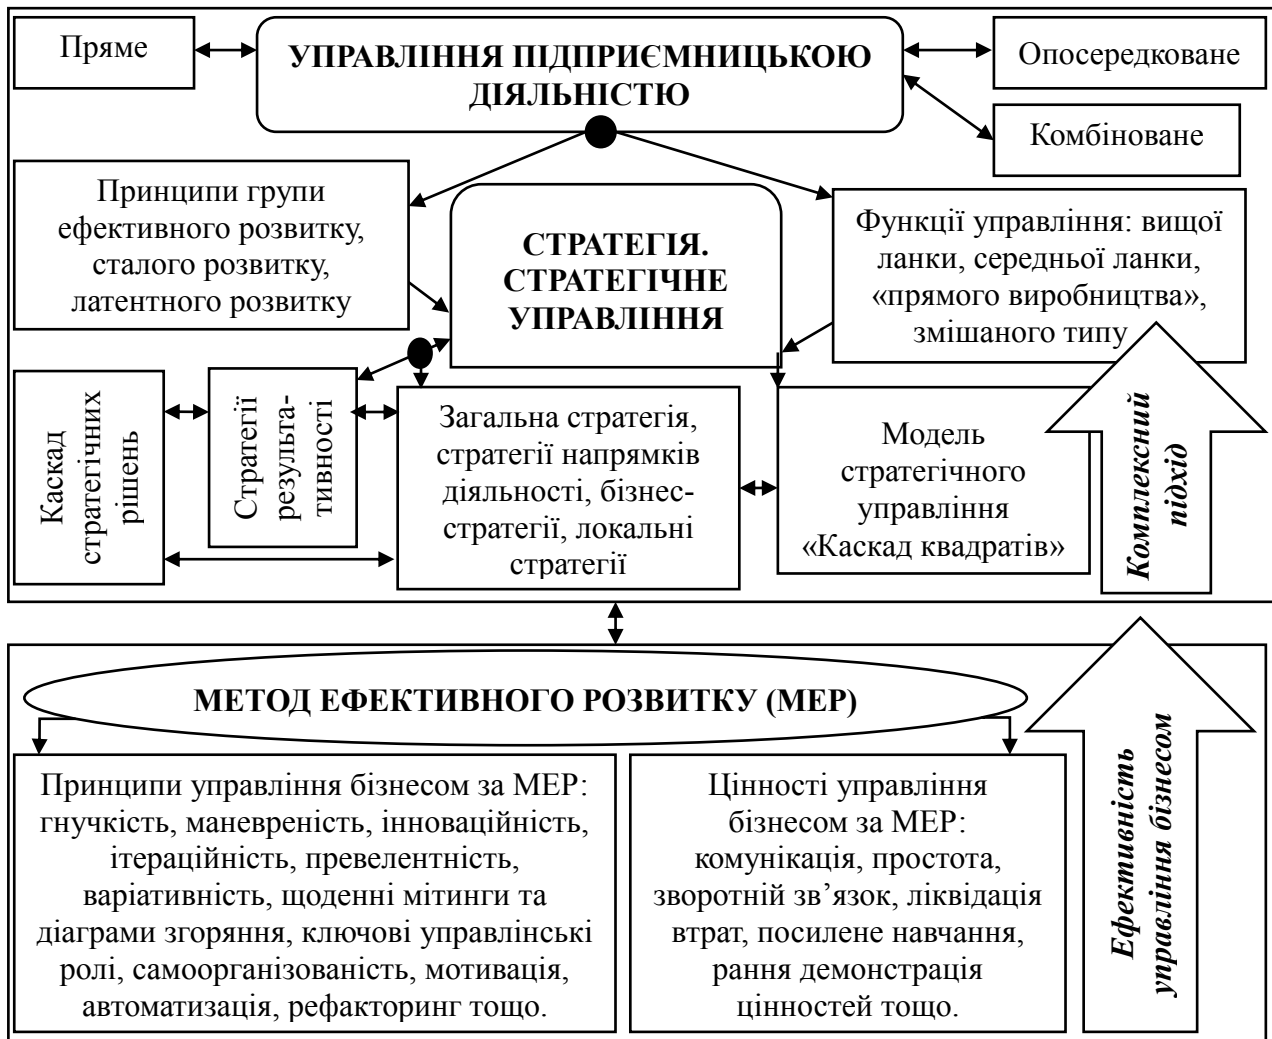 Пряме
УПРАВЛІННЯ ПІДПРИЄМНИЦЬКОЮ
ДІЯЛЬНІСТЮ
Опосередковане
Комбіноване
Принципи групи
ефективного розвитку,
сталого розвитку,
латентного розвитку
СТРАТЕГІЯ.
СТРАТЕГІЧНЕ
УПРАВЛІННЯ
Функції управління: вищої
ланки, середньої ланки,
«прямого виробництва»,
змішаного типу
Каскад
стратегічних
рішень
Стратегії
результа-
тивності
Загальна стратегія,
стратегії напрямків
діяльності, бізнес-
стратегії, локальні
стратегії
Модель
стратегічного
управління
«Каскад квадратів»
Комплексний
підхід
МЕТОД ЕФЕКТИВНОГО РОЗВИТКУ (МЕР)
Принципи управління бізнесом за МЕР:
гнучкість, маневреність, інноваційність,
ітераційність, превелентність,
варіативність, щоденні мітинги та
діаграми згоряння, ключові управлінські
ролі, самоорганізованість, мотивація,
автоматизація, рефакторинг тощо.
Цінності управління
бізнесом за МЕР:
комунікація, простота,
зворотній зв’язок, ліквідація
втрат, посилене навчання,
рання демонстрація
цінностей тощо.
Ефективність
управління бізнесом